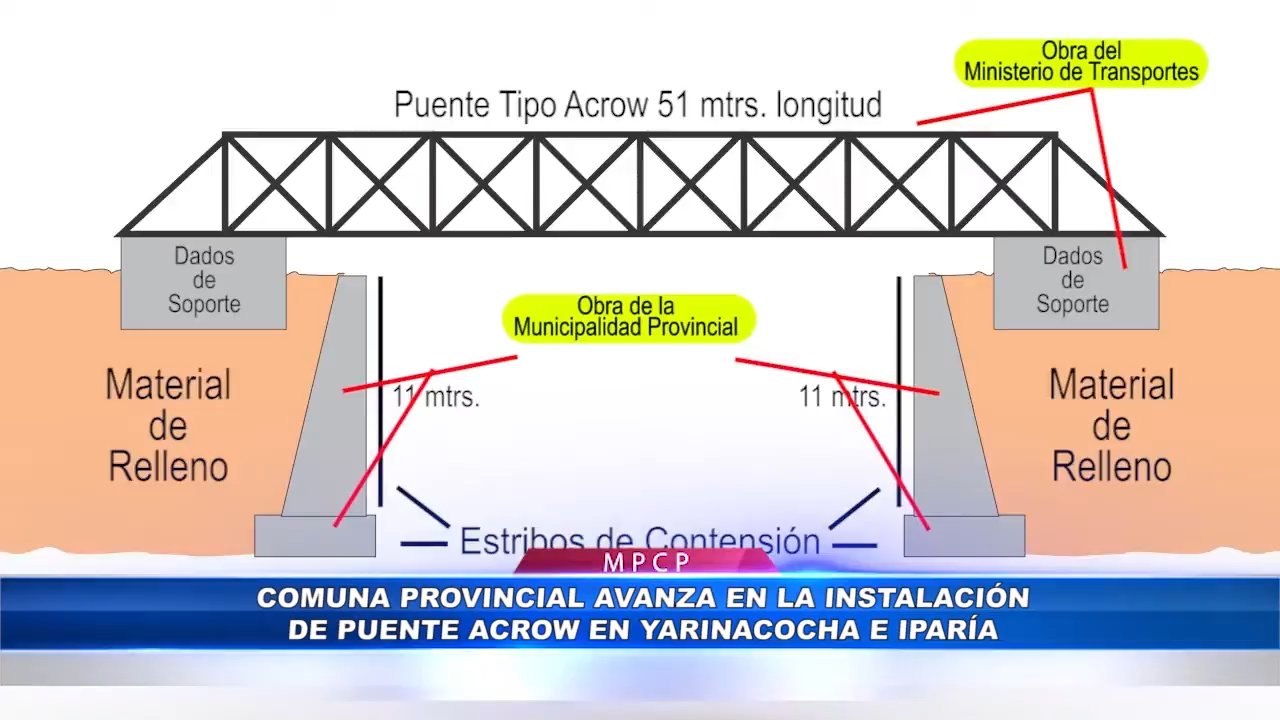 Obra del
Ministerio de Transportes
Puente Tipo Acrow 51 mtrs. longitud
Dados
de
Soporte
Dados
de
Soporte
Obra de la
Municipalidad Provincial
Material
de
Relleno
11 mtrs.
11 mtrs.
Material
de
Relleno
Estribos de Contensión
MPCP
COMUNA PROVINCIAL AVANZA EN LA INSTALACIÓN
DE PUENTE ACROW EN YARINACOCHA E IPARÍA